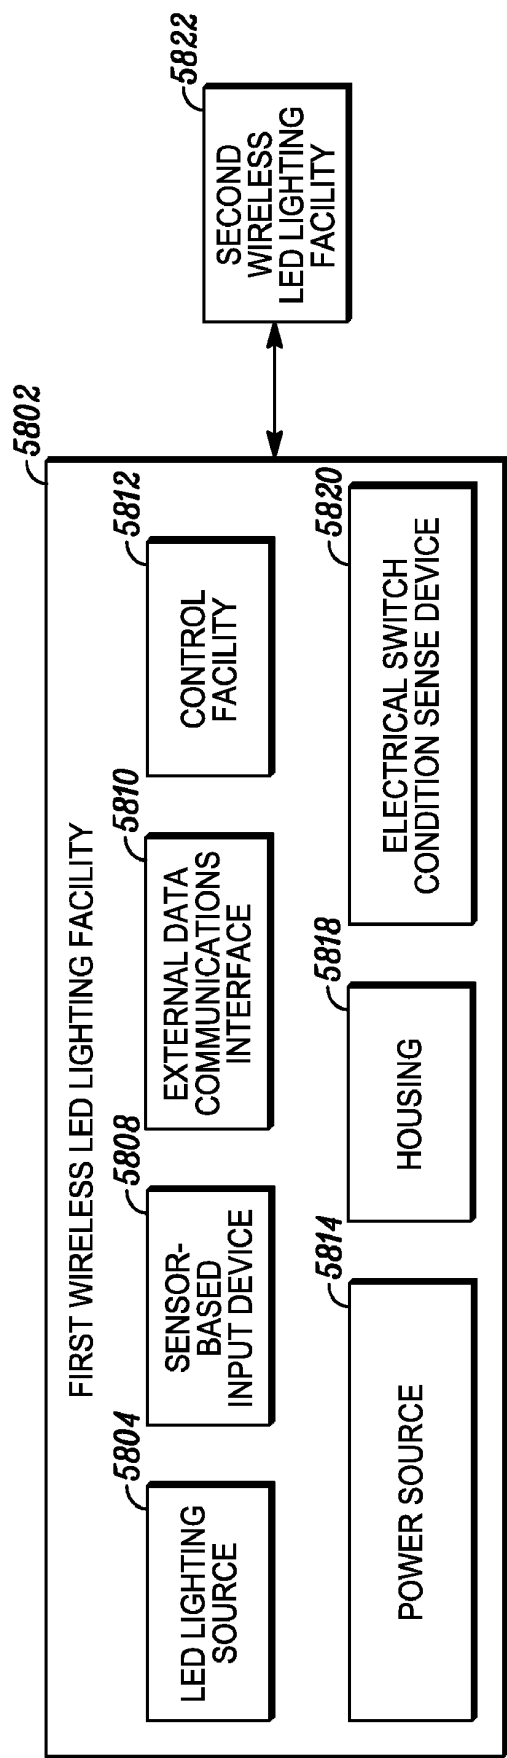 5802
FIRST WIRELESS LED LIGHTING FACILITY
5804
LED LIGHTING
SOURCE
5808
SENSOR-
BASED
INPUT DEVICE
5810
EXTERNAL DATA
COMMUNICATIONS
INTERFACE
5812
CONTROL
FACILITY
5814
POWER SOURCE
5818
HOUSING
5820
ELECTRICAL SWITCH
CONDITION SENSE DEVICE
5822
SECOND
WIRELESS
LED LIGHTING
FACILITY